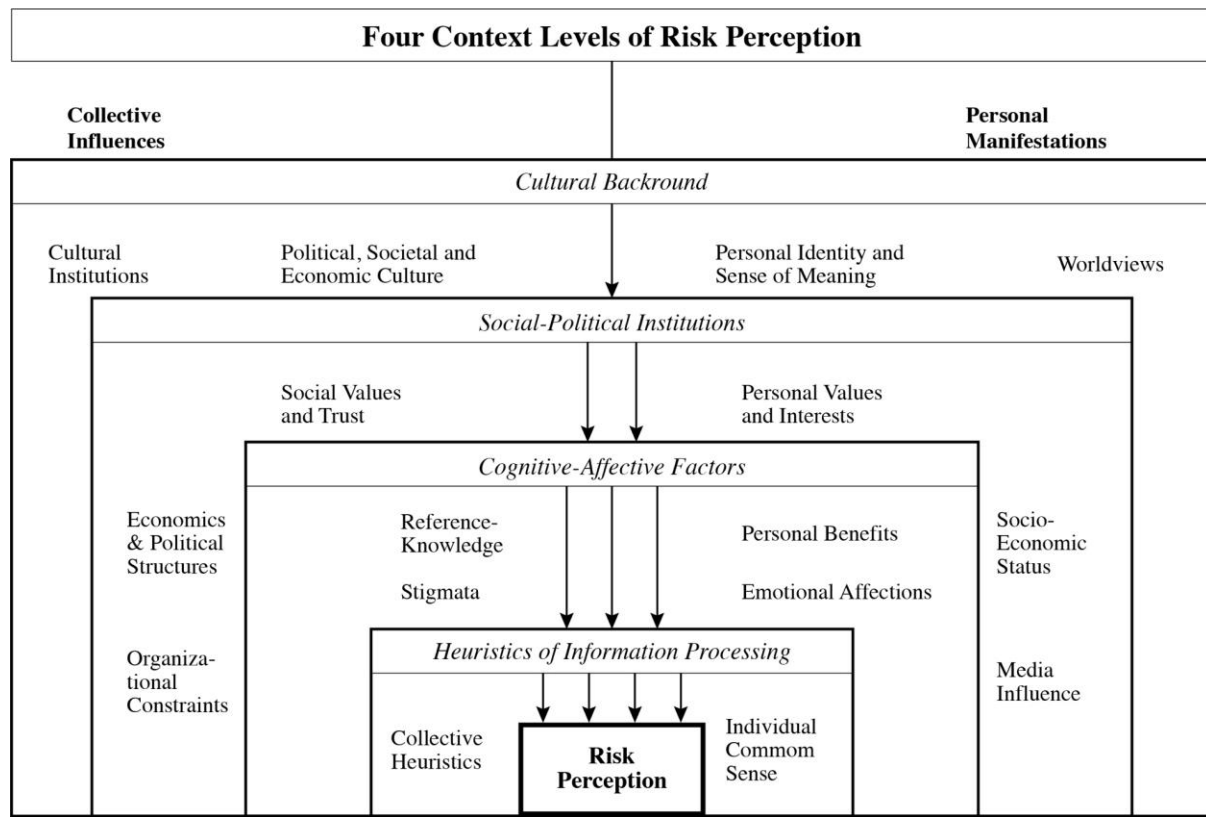 Four Context Levels of Risk Perception
Collective
Influences
Personal
Manifestations
Cultural Backround
Cultural
Institutions
Political, Societal and
Economic Culture
Personal Identity and
Sense of Meaning
Worldviews
Social-Political Institutions
Social Values
and Trust
Personal Values
and Interests
Cognitive-Affective Factors
Economics
& Political
Structures
Reference-
Knowledge
Personal Benefits
Socio-
Economic
Status
Stigmata
Emotional Affections
Heuristics of Information Processing
Organiza-
tional
Constraints
Media
Influence
Collective
Heuristics
Risk
Perception
Individual
Commom
Sense